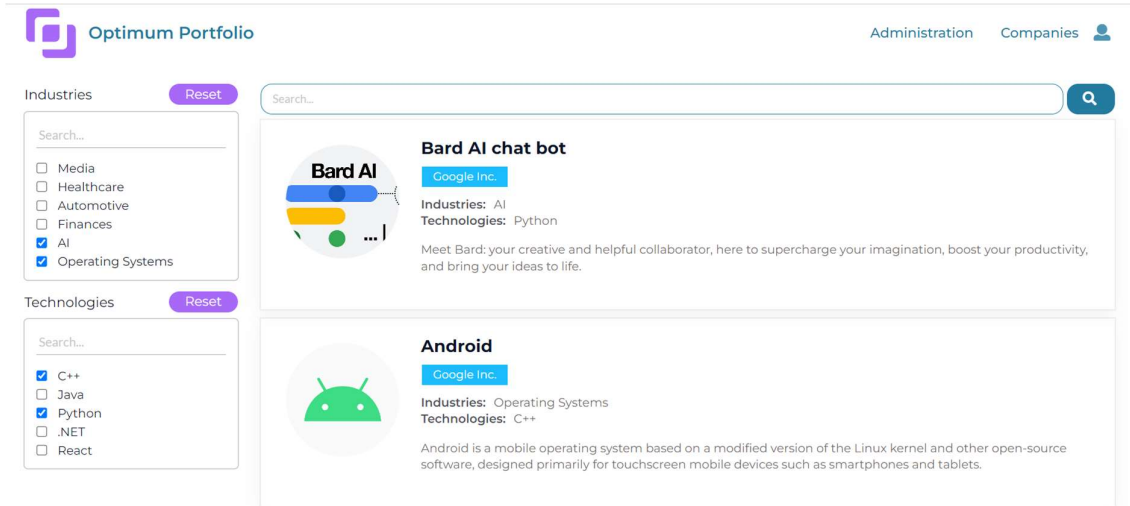 Optimum Portfolio
Administration
Companies
Industries
Reset
Search...
Media
Healthcare
Automotive
Finances
AI
Operating Systems
Technologies
Reset
Search...
C++
Java
Python
.NET
React
Search...
Bard AI
... 
Bard AI chat bot
Google Inc.
Industries: AI
Technologies: Python
Meet Bard: your creative and helpful collaborator, here to supercharge your imagination, boost your productivity,
and bring your ideas to life.
Android
Google Inc.
Industries: Operating Systems
Technologies: C++
Android is a mobile operating system based on a modified version of the Linux kernel and other open-source
software, designed primarily for touchscreen mobile devices such as smartphones and tablets.